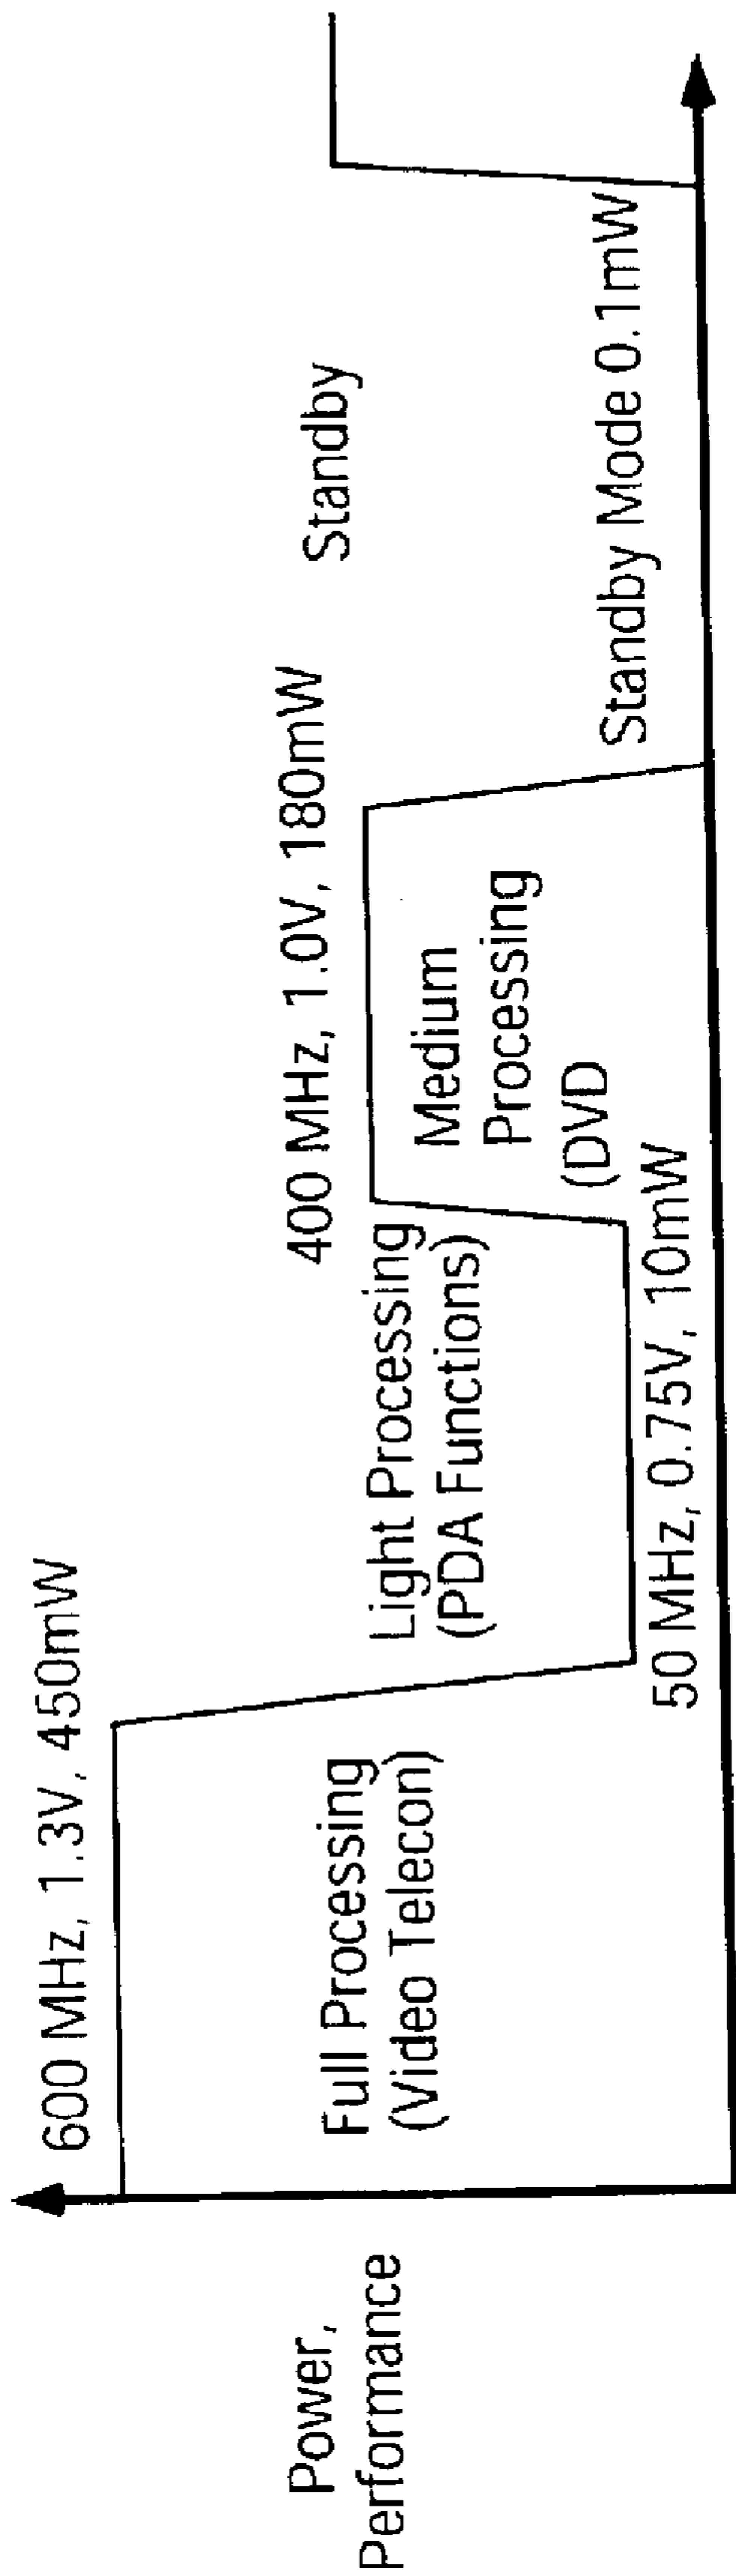 Power,
Performance
600 MHz, 1.3V, 450mW
Full Processing
(Video Telecon)
Light Processing
(PDA Functions)
50 MHz, 0.75V, 10mW
400 MHz, 1.0V, 180mW
Medium
Processing
(DVD
Standby
Standby Mode 0.1mW